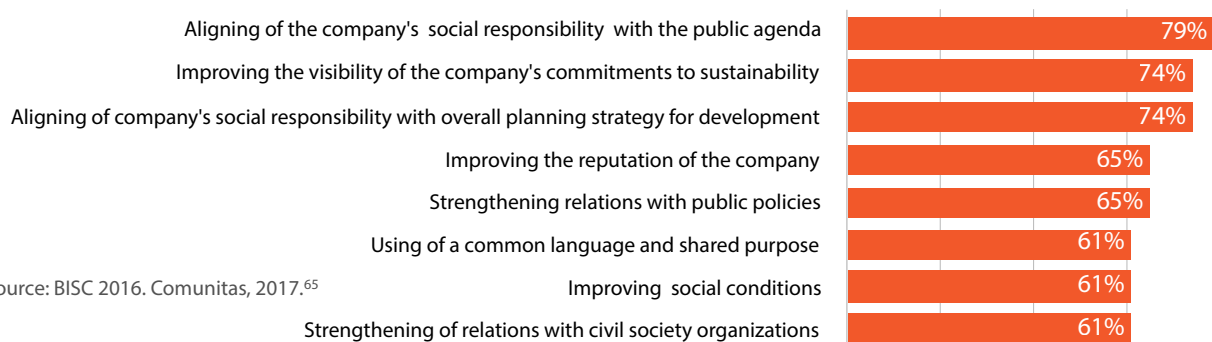 Aligning of the company's social responsibility with the public agenda 79%
Improving the visibility of the company's commitments to sustainability 74%
Aligning of company's social responsibility with overall planning strategy for development 74%
Improving the reputation of the company 65%
Strengthening relations with public policies 65%
Using of a common language and shared purpose 61%
ource: BISC 2016. Comunitas, 2017.65
Improving social conditions 61%
Strengthening of relations with civil society organizations 61%